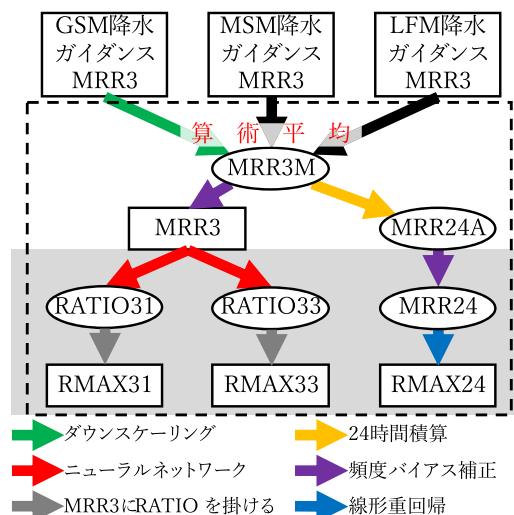 GSM降水
ガイダンス
MRR3
MSM降水
ガイダンス
MRR3
LFM降水
ガイダンス
MRR3
算術平均
MRR3M
MRR3
MRR24A
RATIO31
RATIO33
MRR24
RMAX31
RMAX33
RMAX24
ダウンスケーリング
24時間積算
ニューラルネットワーク
頻度バイアス補正
MRR3にRATIO を掛ける
線形重回帰